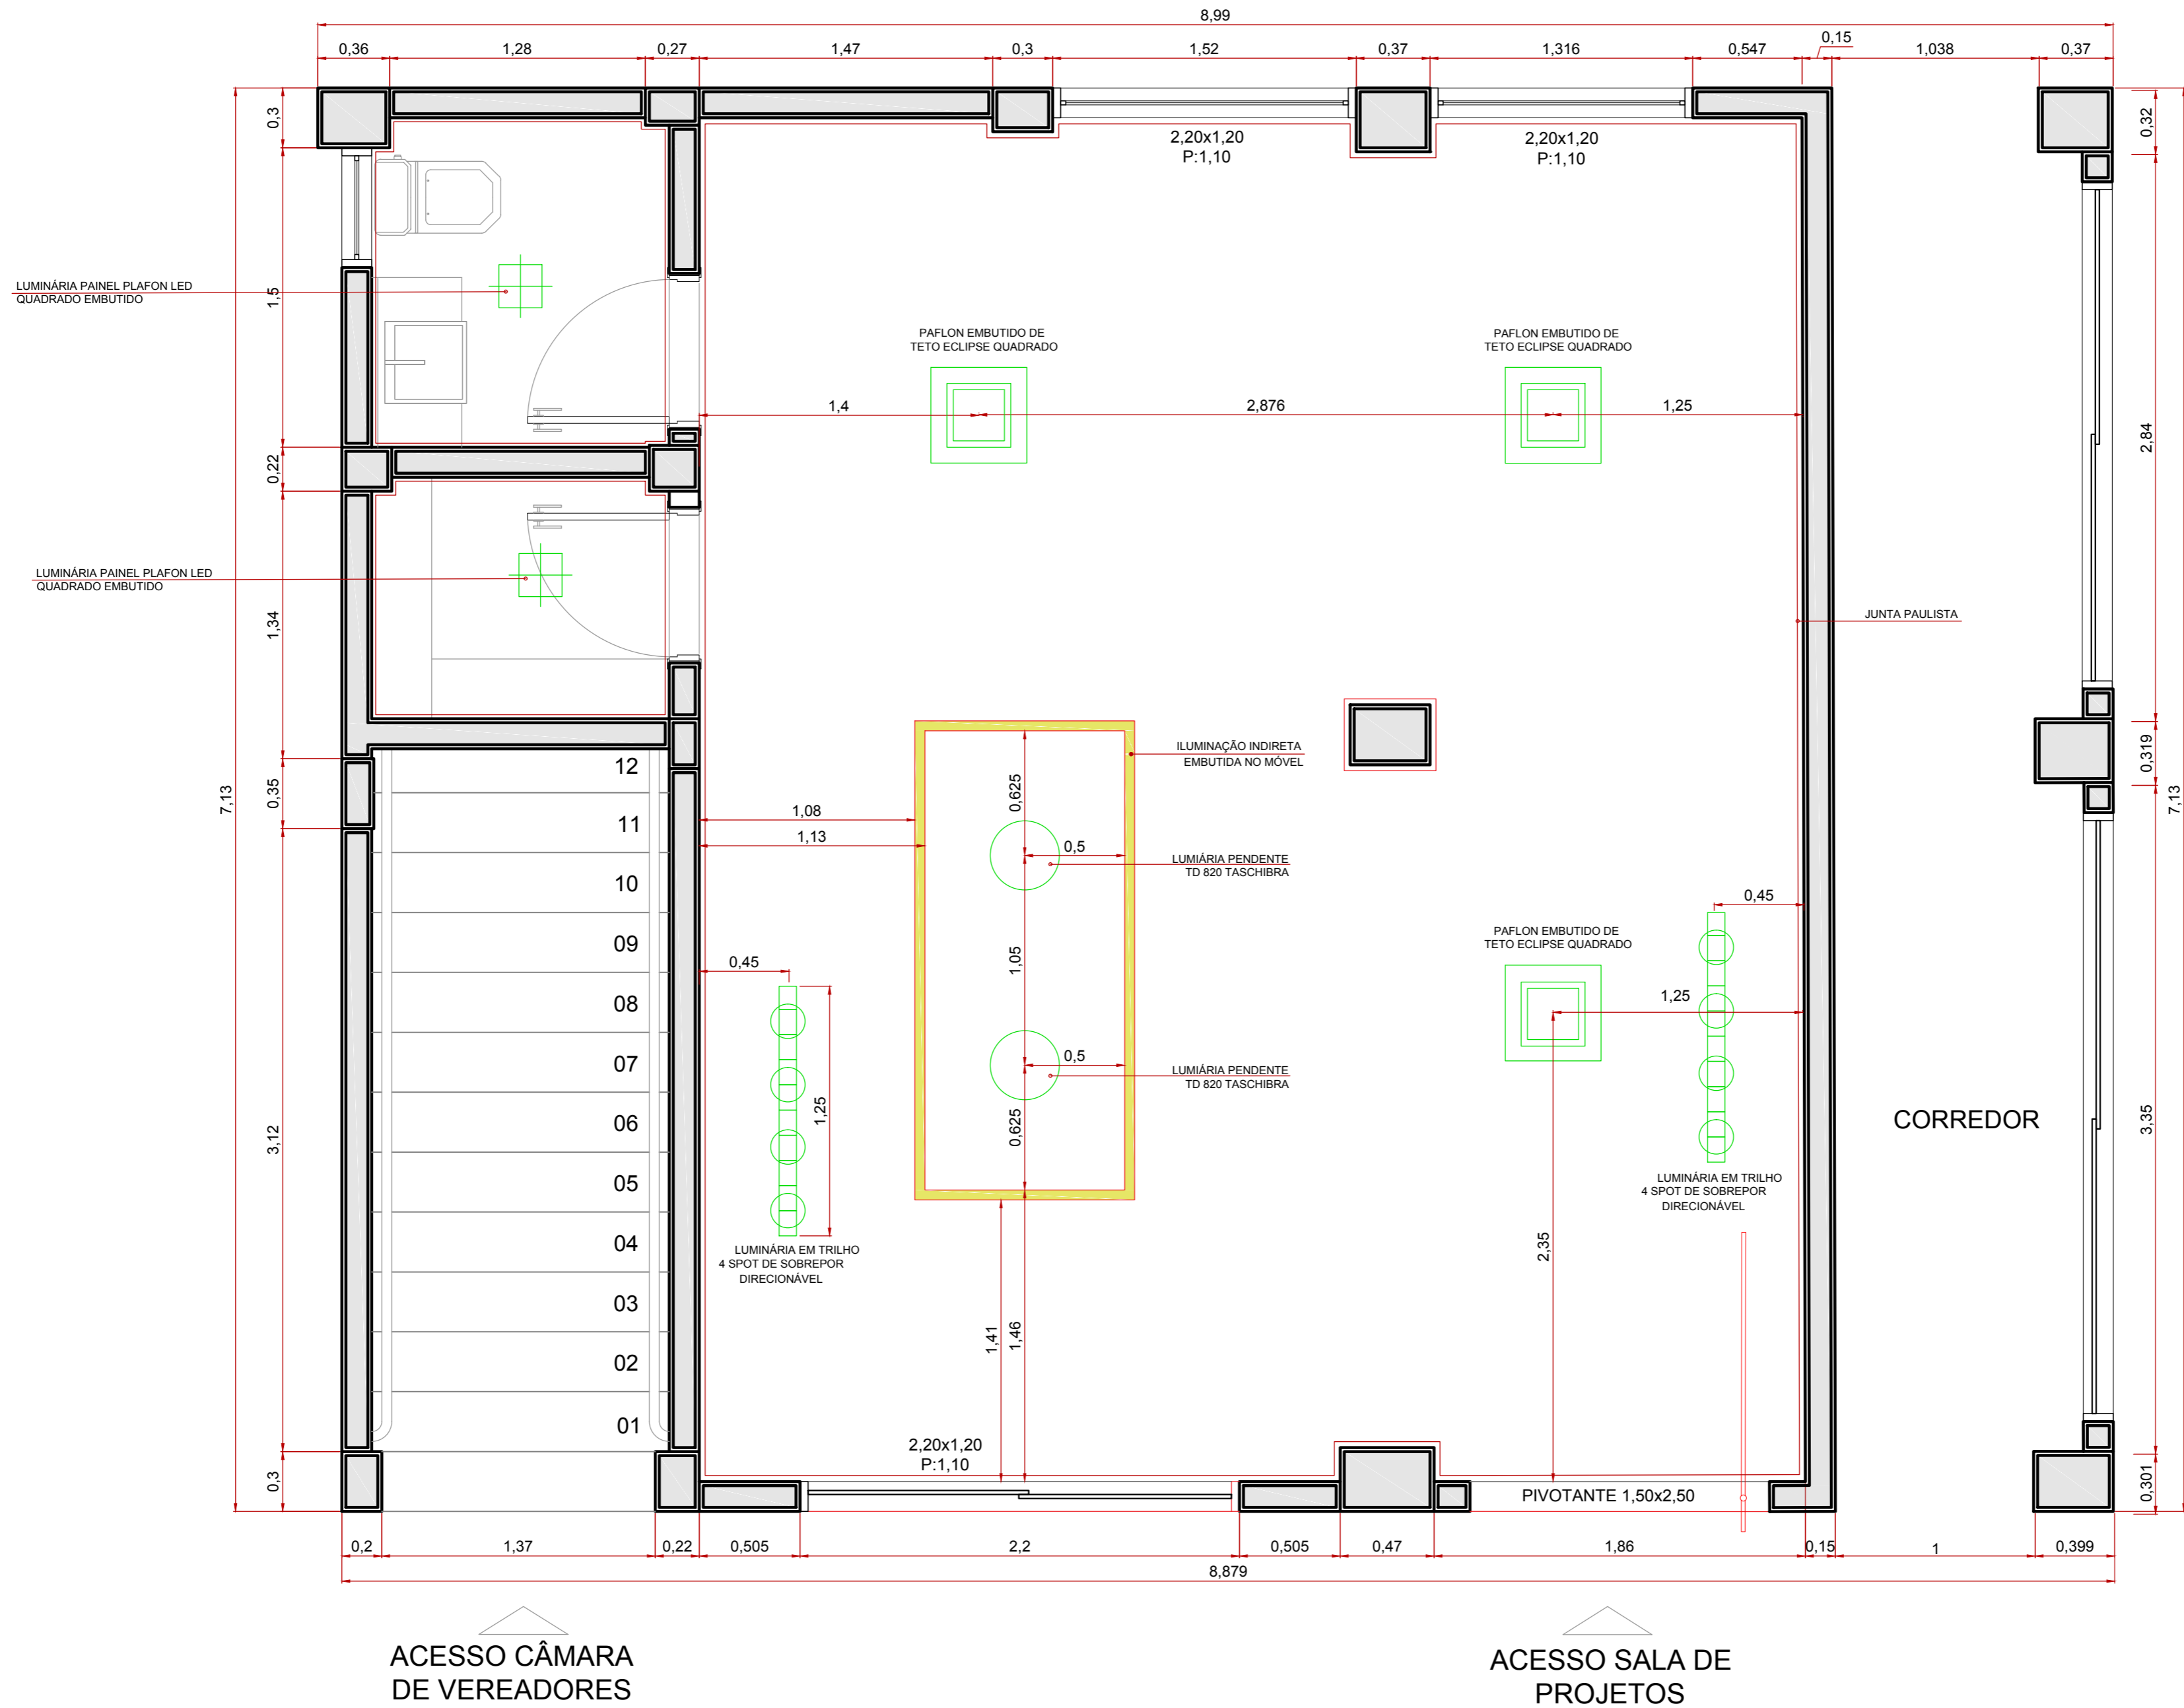 8,99
0,36
1,28
0,27
1,47
0,3
1,52
0,37
1,316
0,547
0,15
1,038
0,37
0,3
1,5
0,22
1,34
0,35
3,12
0,3
7,13
0,32
2,84
0,319
3,35
0,301
7,13
2,20x1,20
P:1,10
2,20x1,20
P:1,10
LUMINÁRIA PAINEL PLAFON LED
QUADRADO EMBUTIDO
PAFLON EMBUTIDO DE
TETO ECLIPSE QUADRADO
PAFLON EMBUTIDO DE
TETO ECLIPSE QUADRADO
1,4
2,876
1,25
LUMINÁRIA PAINEL PLAFON LED
QUADRADO EMBUTIDO
JUNTA PAULISTA
ILUMINAÇÃO INDIRETA
EMBUTIDA NO MÓVEL
12
11
10
09
08
07
06
05
04
03
02
01
1,08
1,13
0,625
0,5
LUMIÁRIA PENDENTE
TD 820 TASCHIBRA
1,05
0,5
LUMIÁRIA PENDENTE
TD 820 TASCHIBRA
0,625
0,45
1,25
LUMINÁRIA EM TRILHO
4 SPOT DE SOBREPOR
DIRECIONÁVEL
0,45
PAFLON EMBUTIDO DE
TETO ECLIPSE QUADRADO
1,25
2,35
CORREDOR
LUMINÁRIA EM TRILHO
4 SPOT DE SOBREPOR
DIRECIONÁVEL
1,41
1,46
2,20x1,20
P:1,10
PIVOTANTE 1,50x2,50
0,2
1,37
0,22
0,505
2,2
0,505
0,47
1,86
0,15
1
0,399
8,879
ACESSO CÂMARA
DE VEREADORES
ACESSO SALA DE
PROJETOS